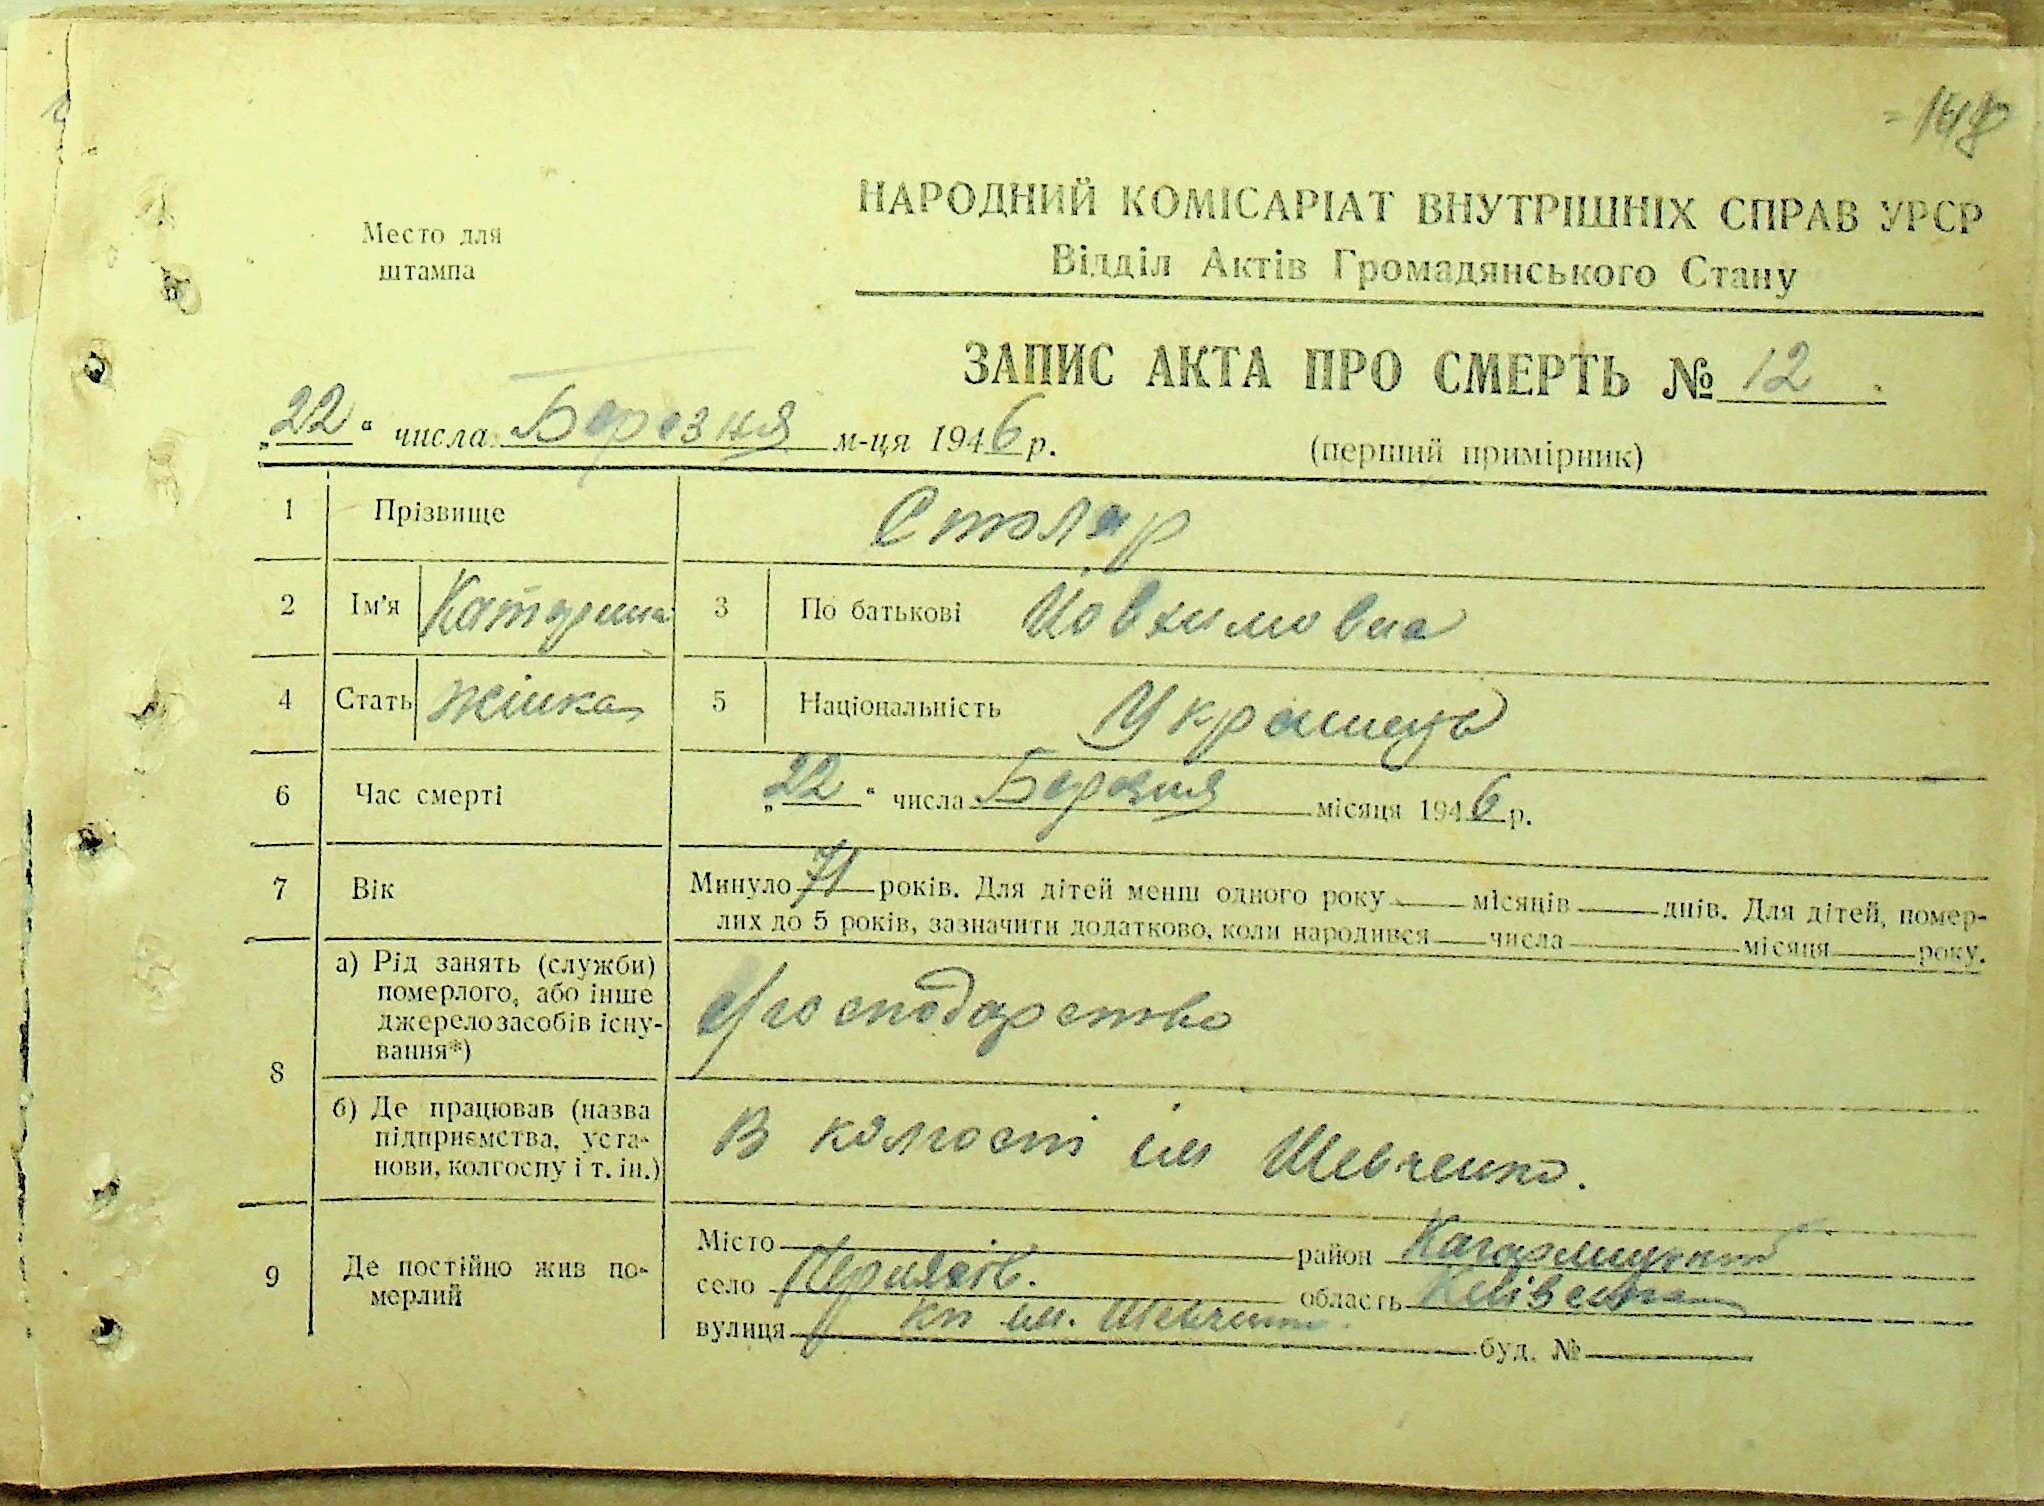 148
НАРОДНИЙ КОМІСАРІАТ ВНУТРІШНІХ СПРАВ УРСР
Место для
штампа
Відділ Актів Громадянського Стану
ЗАПИС АКТА ПРО СМЕРТЬ № 12
„22“ числа Березня м-ця 1946 р.
(перший примірник)
1 Прізвище Столяр
2 Ім'я Катерина 3 По батькові Йовхимовна
4 Стать жінка 5 Національність Українець
6 Час смерті „22“ числа Березня місяця 1946 р.
7 Вік Минуло 71 років. Для дітей менш одного року місяців днів. Для дітей, помер-
лих до 5 років, зазначити додатково, коли народився числа місяця року.
8 а) Рід занять (служби)
померлого, або інше
джерело засобів існу-
вання*)
господарство
б) Де працював (назва
підприємства, уста-
нови, колгоспу і т. ін.)
В колгоспі ім Шевченко.
9 Де постійно жив по-
мерлий
Місто район Кагарлицький
село область Київська
вулиця кп ім. Шевченко буд. №